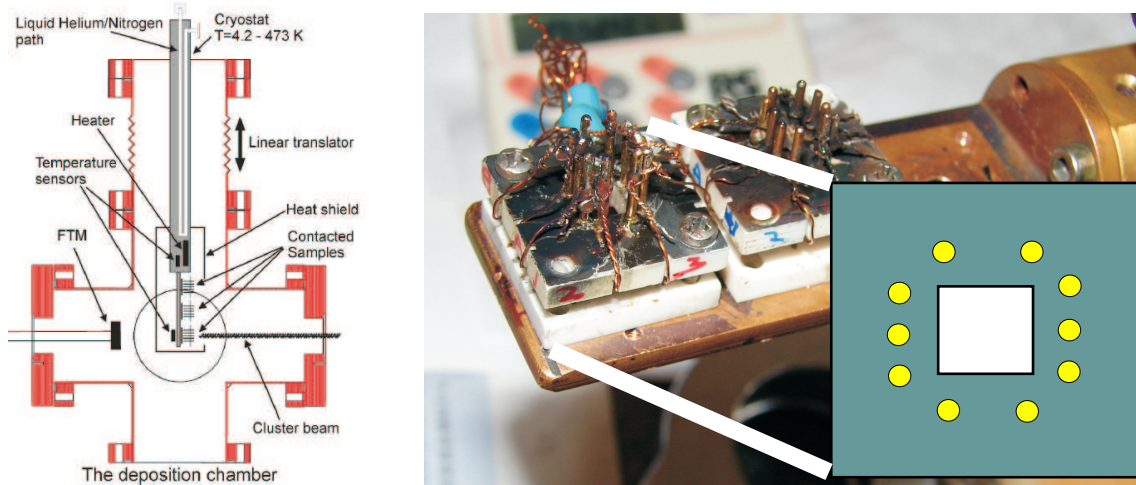 Liquid Helium/Nitrogen
path
Cryostat
T=4.2 - 473 K
Heater
Linear translator
Temperature
sensors
Heat shield
FTM
Contacted
Samples
Cluster beam
The deposition chamber
2
3
2